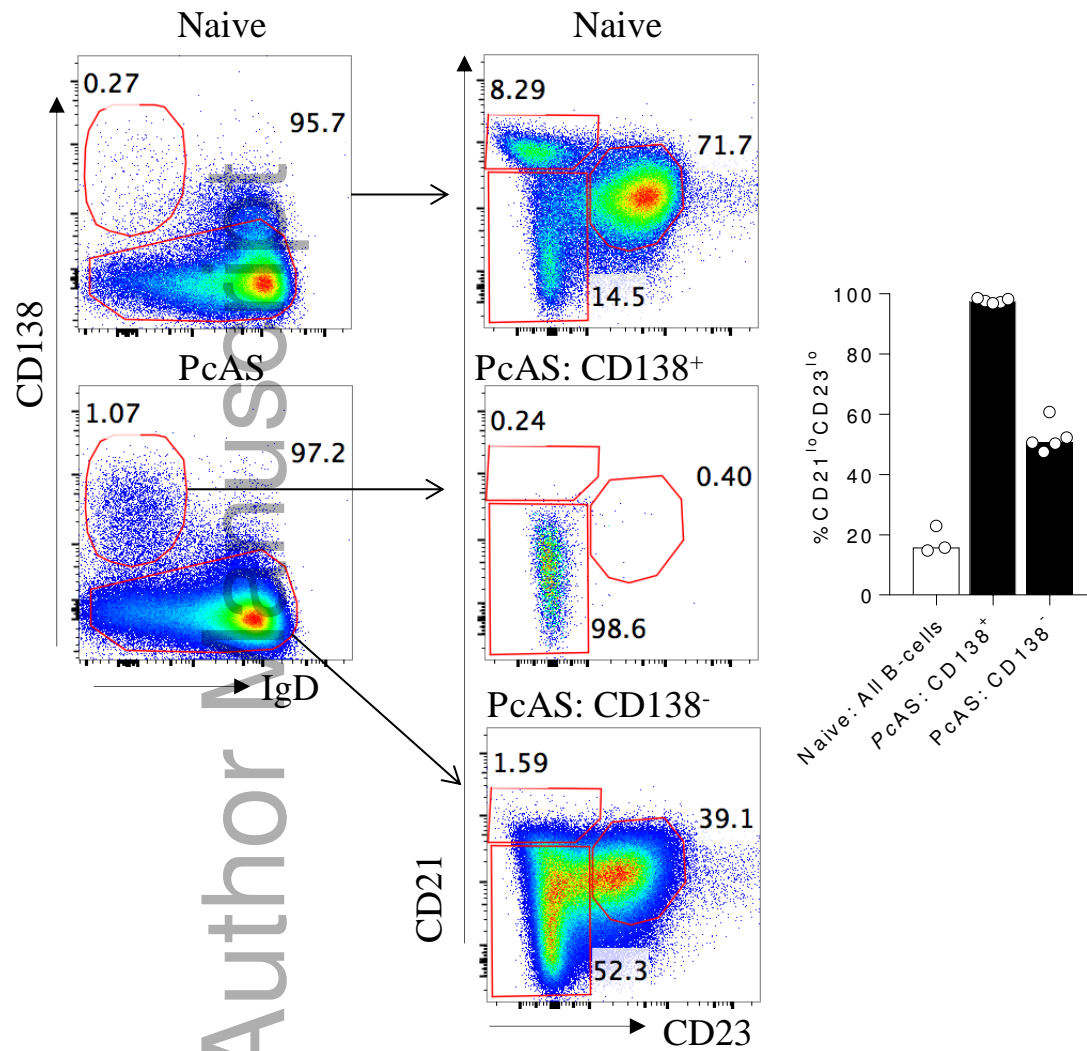 Naive
Naive
0.27
95.7
8.29
71.7
14.5
CD138
PcAS
PcAS: CD138⁺
1.07
97.2
0.24
0.40
98.6
IgD
PcAS: CD138⁻
1.59
39.1
52.3
CD21
CD23
%CD21ˡᵒCD23ˡᵒ
100
80
60
40
20
0
Naive: All B-cells
PcAS: CD138⁺
PcAS: CD138⁻
Author Manuscript